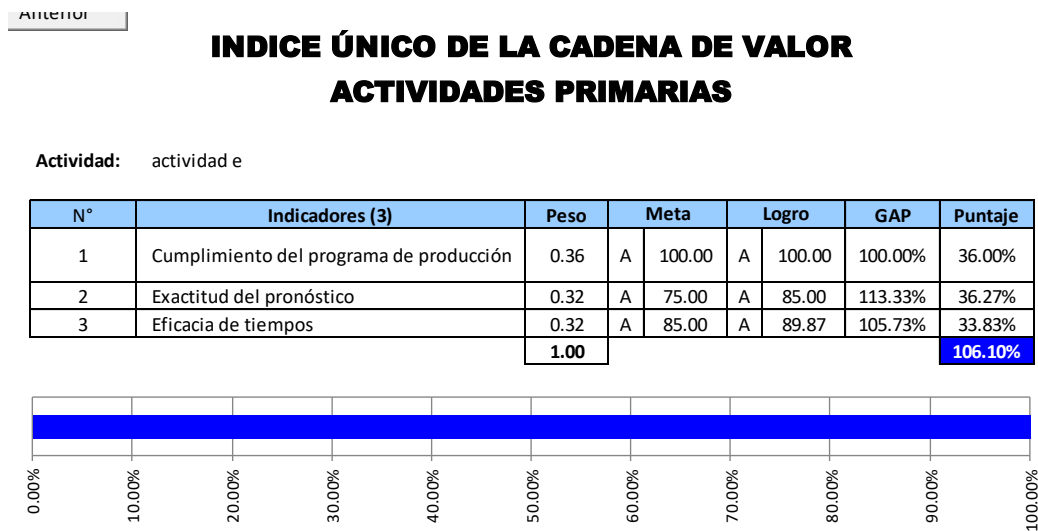 Anterior
INDICE ÚNICO DE LA CADENA DE VALOR
ACTIVIDADES PRIMARIAS
Actividad: actividad e
N° Indicadores (3) Peso Meta Logro GAP Puntaje
1 Cumplimiento del programa de producción 0.36 A 100.00 A 100.00 100.00% 36.00%
2 Exactitud del pronóstico 0.32 A 75.00 A 85.00 113.33% 36.27%
3 Eficacia de tiempos 0.32 A 85.00 A 89.87 105.73% 33.83%
1.00 106.10%
0.00% 10.00% 20.00% 30.00% 40.00% 50.00% 60.00% 70.00% 80.00% 90.00% 100.00%